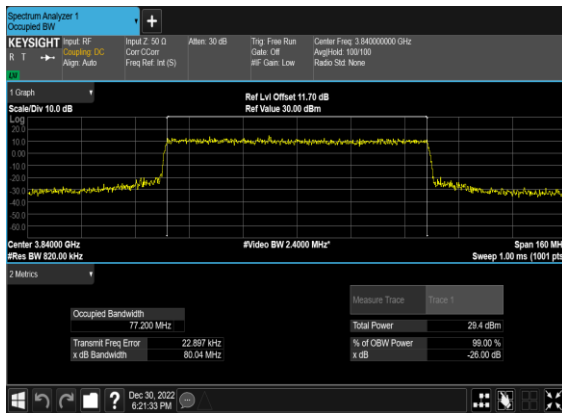 Spectrum Analyzer 1
Occupied BW
KEYSIGHT
R T
Input: RF
Coupling: DC
Align: Auto
Input Z: 50 Ω
Corr CCorr
Freq Ref: Int (S)
Atten: 30 dB
Trig: Free Run
Gate: Off
#IF Gain: Low
Center Freq: 3.840000000 GHz
Avg|Hold: 100/100
Radio Std: None
1 Graph
Scale/Div 10.0 dB
Ref Lvl Offset 11.70 dB
Ref Value 30.00 dBm
Log
20.0
10.0
0.00
-10.0
-20.0
-30.0
-40.0
-50.0
-60.0
Center 3.84000 GHz
#Res BW 820.00 kHz
#Video BW 2.4000 MHz*
Span 160 MH
Sweep 1.00 ms (1001 pts
2 Metrics
Measure Trace Trace 1
Occupied Bandwidth
77.200 MHz
Total Power 29.4 dBm
Transmit Freq Error 22.897 kHz
% of OBW Power 99.00 %
x dB Bandwidth 80.04 MHz
x dB -26.00 dB
?
Dec 30, 2022
6:21:33 PM